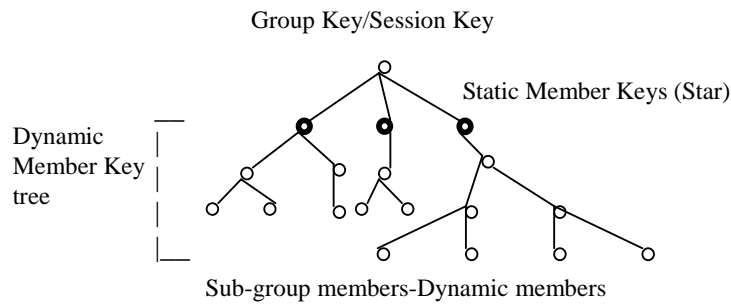 Group Key/Session Key
Static Member Keys (Star)
Dynamic
Member Key
tree
Sub-group members-Dynamic members